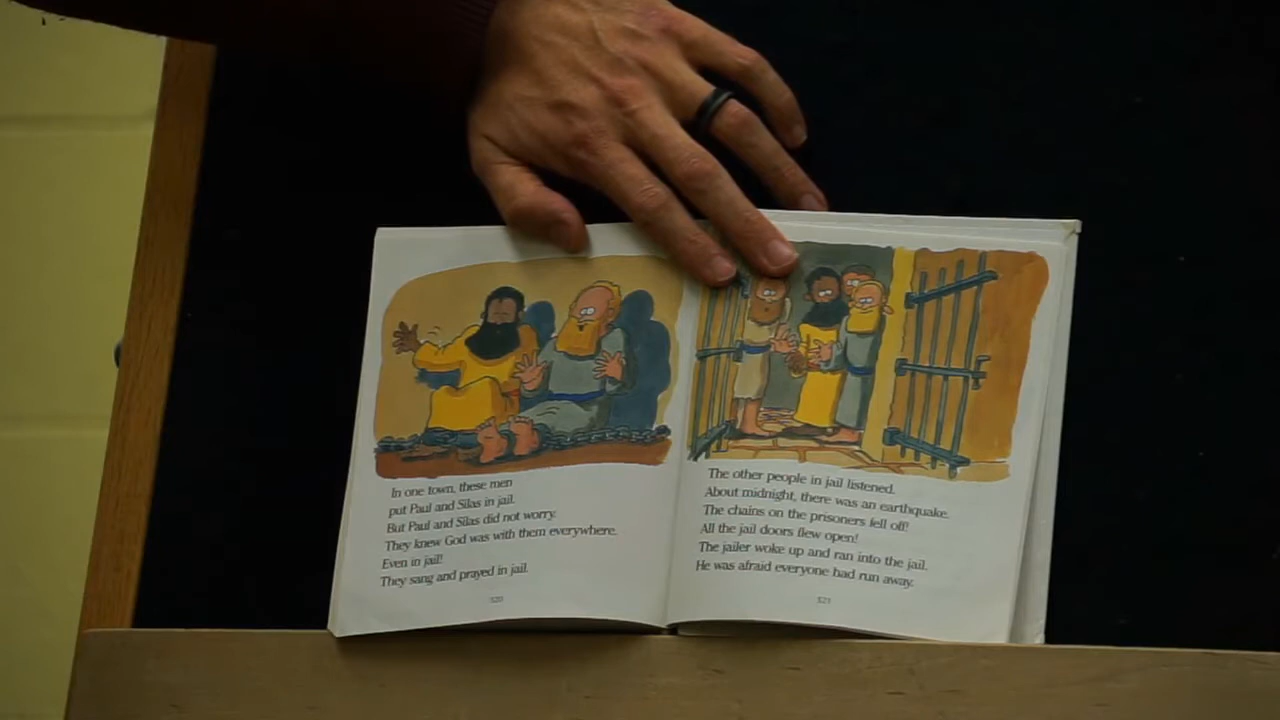 In one town, these men
put Paul and Silas in jail.
But Paul and Silas did not worry.
They knew God was with them everywhere.
Even in jail!
They sang and prayed in jail.
520
The other people in jail listened.
About midnight, there was an earthquake.
The chains on the prisoners fell off!
All the jail doors flew open!
The jailer woke up and ran into the jail.
He was afraid everyone had run away.
521